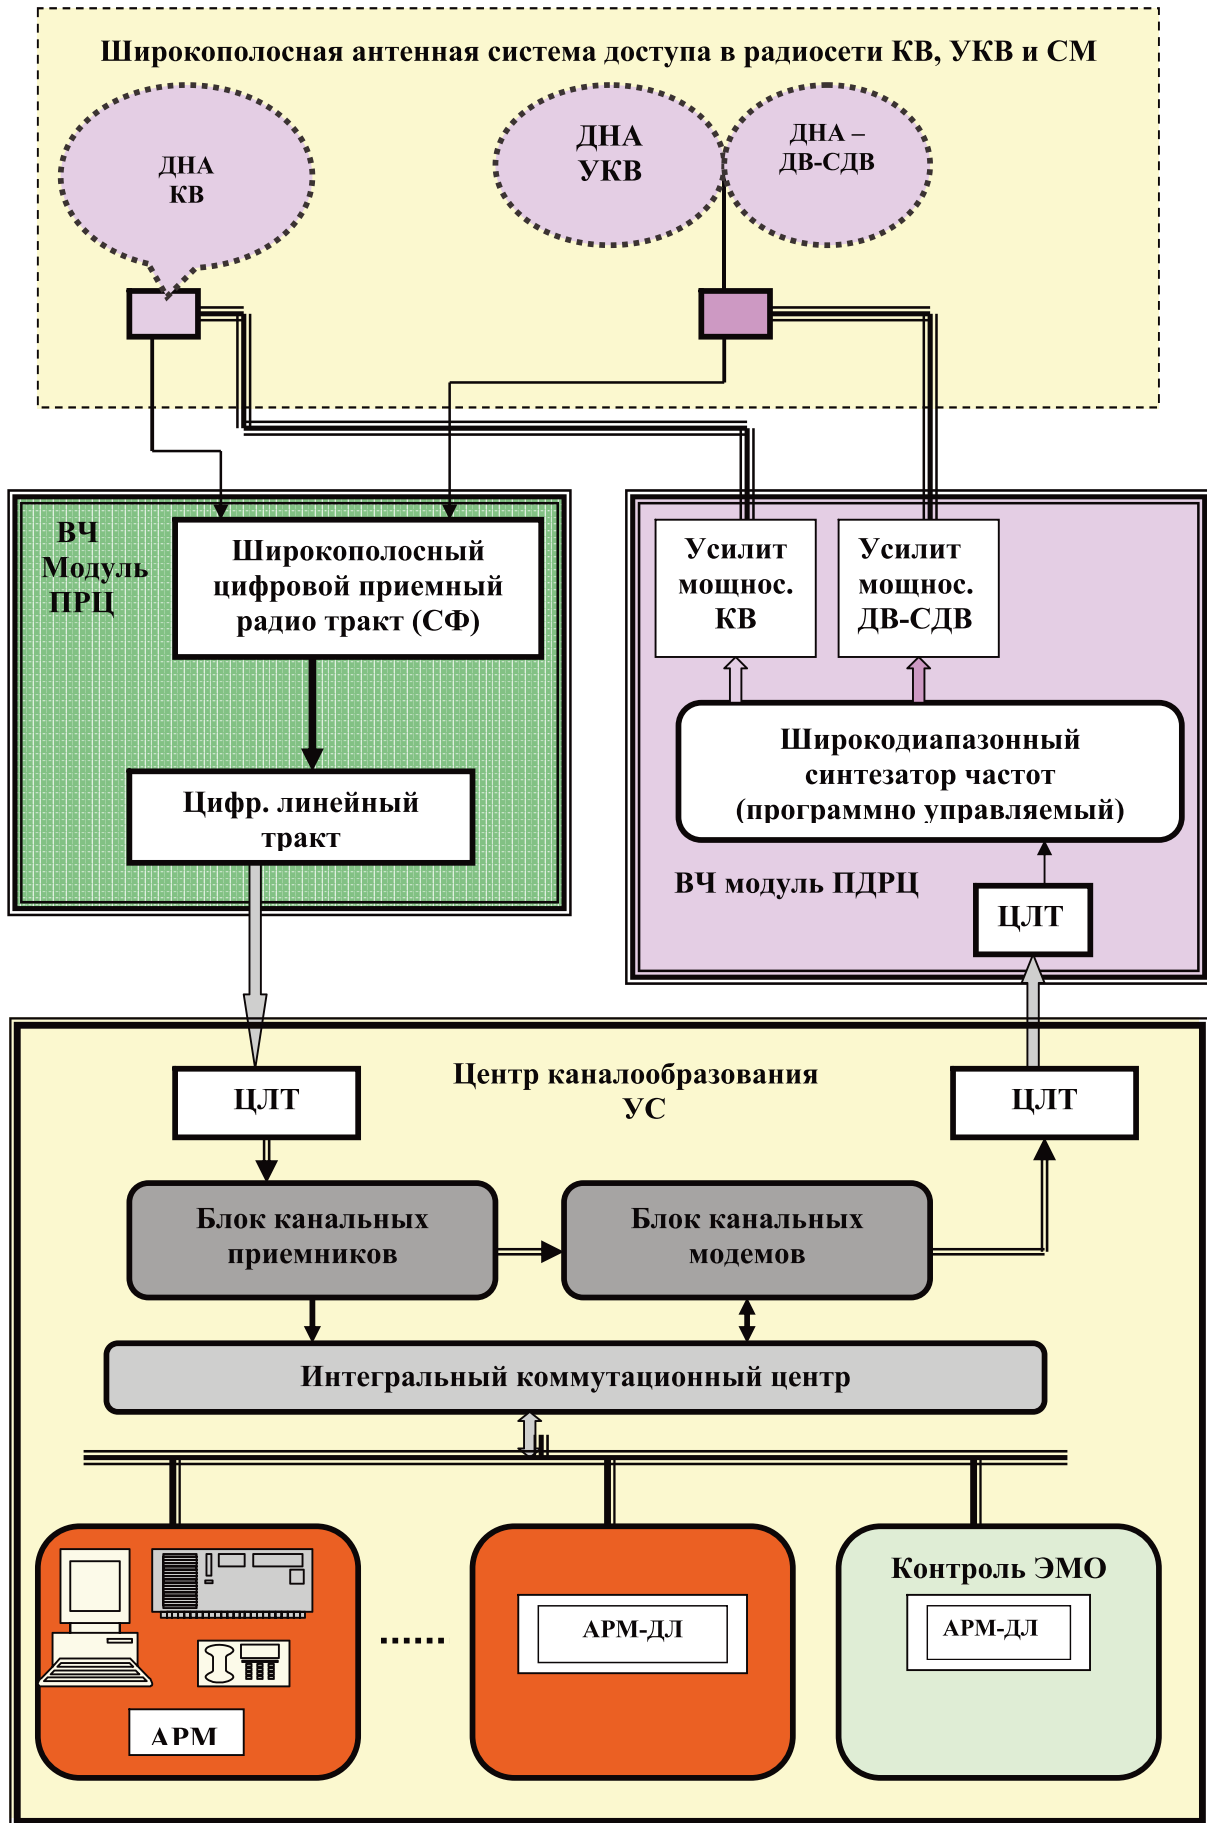 Широкополосная антенная система доступа в радиосети КВ, УКВ и СМ
ДНА
КВ
ДНА
УКВ
ДНА –
ДВ-СДВ
ВЧ
Модуль
ПРЦ
Широкополосный
цифровой приемный
радио тракт (СФ)
Цифр. линейный
тракт
Усилит
мощнос.
КВ
Усилит
мощнос.
ДВ-СДВ
Широкодиапазонный
синтезатор частот
(программно управляемый)
ВЧ модуль ПДРЦ
ЦЛТ
Центр каналообразования
УС
ЦЛТ
ЦЛТ
Блок канальных
приемников
Блок канальных
модемов
Интегральный коммутационный центр
АРМ
......
АРМ-ДЛ
Контроль ЭМО
АРМ-ДЛ